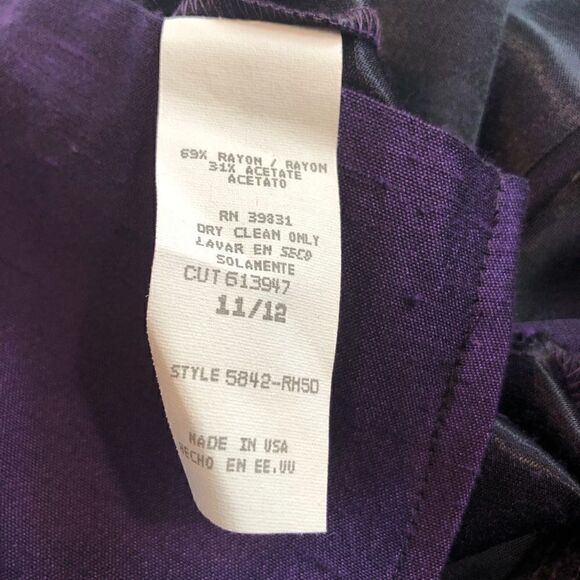 69% RAYON / RAYON
31% ACETATE
ACETATO
RN 39831
DRY CLEAN ONLY
LAVAR EN SECO
SOLAMENTE
CUT 613947
11/12
STYLE 5842-RM5D
MADE IN USA
HECHO EN EE.UU